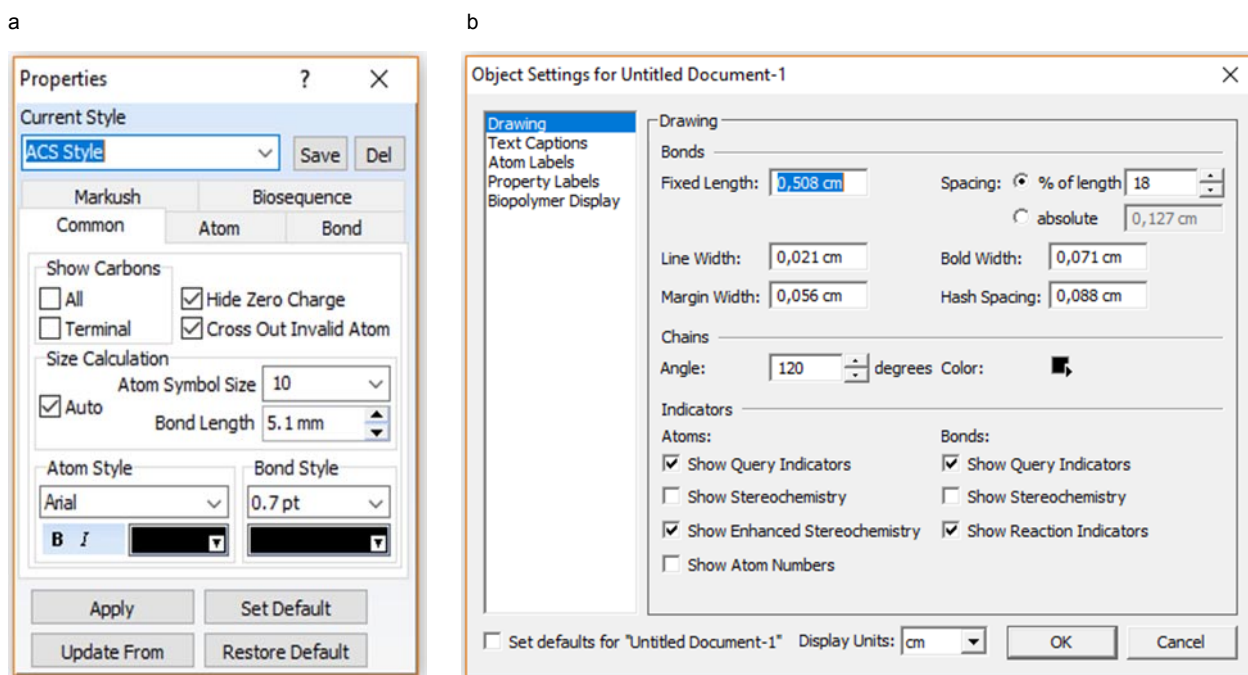 a
Properties ?
Current Style
ACS Style Save Del
Markush Biosequence
Common Atom Bond
Show Carbons
All Hide Zero Charge
Terminal Cross Out Invalid Atom
Size Calculation
Atom Symbol Size 10
Auto
Bond Length 5.1 mm
Atom Style Bond Style
Arial 0.7 pt
B I
Apply Set Default
Update From Restore Default
b
Object Settings for Untitled Document-1
Drawing
Text Captions
Atom Labels
Property Labels
Biopolymer Display
Drawing
Bonds
Fixed Length: 0,508 cm Spacing: % of length 18
absolute 0,127 cm
Line Width: 0,021 cm Bold Width: 0,071 cm
Margin Width: 0,056 cm Hash Spacing: 0,088 cm
Chains
Angle: 120 degrees Color:
Indicators
Atoms: Bonds:
Show Query Indicators Show Query Indicators
Show Stereochemistry Show Stereochemistry
Show Enhanced Stereochemistry Show Reaction Indicators
Show Atom Numbers
Set defaults for "Untitled Document-1" Display Units: cm OK Cancel